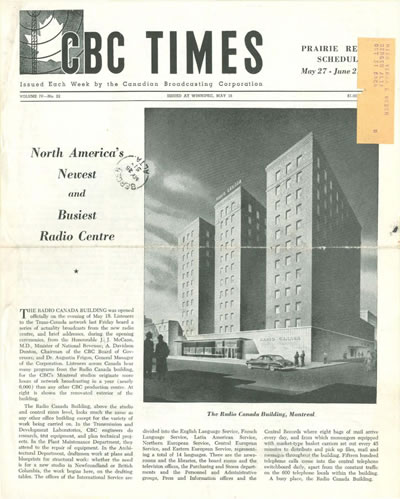 CBC TIMES
PRAIRIE RE
SCHEDUL
May 27 - June 2
Issued Each Week by the Canadian Broadcasting Corporation
ISSUED AT WINNIPEG, MAY 18
North America's
Newest
and
Busiest
Radio Centre
THE RADIO CANADA BUILDING was opened
officially on the evening of May 18. Listeners
to the Trans-Canada network last Friday heard a
series of actuality broadcasts from the new radio
centre, and brief addresses, during the opening
ceremonies, from the Honorable J. J. McCann,
M.D., Minister of National Revenue; A. Davidson
Dunton, Chairman of the CBC Board of Gov-
ernors; and Dr. Augustin Frigon, General Manager
of the Corporation. Listeners across Canada hear
many programs from the Radio Canada building,
for the CBC's Montreal studios originate more
hours of network broadcasting in a year (nearly
than any other CBC production centre. At
right is shown the renovated exterior of the
building.
The Radio Canada Building, above the studio
and control room level, looks much the same as
any other office building except for the variety of
work being carried on. In the Transmission and
Development Laboratories, CBC engineers do
research, test equipment, and plan technical proj-
ects. In the Plant Maintenance Department, they
attend to the repair of equipment. In the Archi-
tectural Department, draftsmen work at plans and
blueprints for structural work: whether the need
is for a new studio in Newfoundland or British
Columbia, the work begins here, on the drafting
tables. The offices of the International Service are
The Radio Canada Building, Montreal
divided into the English Language Service, French
Language Service, Latin American Service,
Northern European Service, Central European
Service, and Eastern European Service, represent-
ing a total of 14 languages. There are the news-
rooms and the libraries, the board rooms and the
television offices, the Purchasing and Stores depart-
ments and the Personnel and Administrative
groups, Press and Information offices and the
Central Records where eight bags of mail arrive
every day, and from which messengers equipped
with market-type basket carriers set out every 45
minutes to distribute and pick up files, mail and
messages throughout the building. Fifteen hundred
telephone calls come into the central telephone
switchboard daily, apart from the constant traffic
on the 600 telephone locals within the building.
A busy place, the Radio Canada Building.